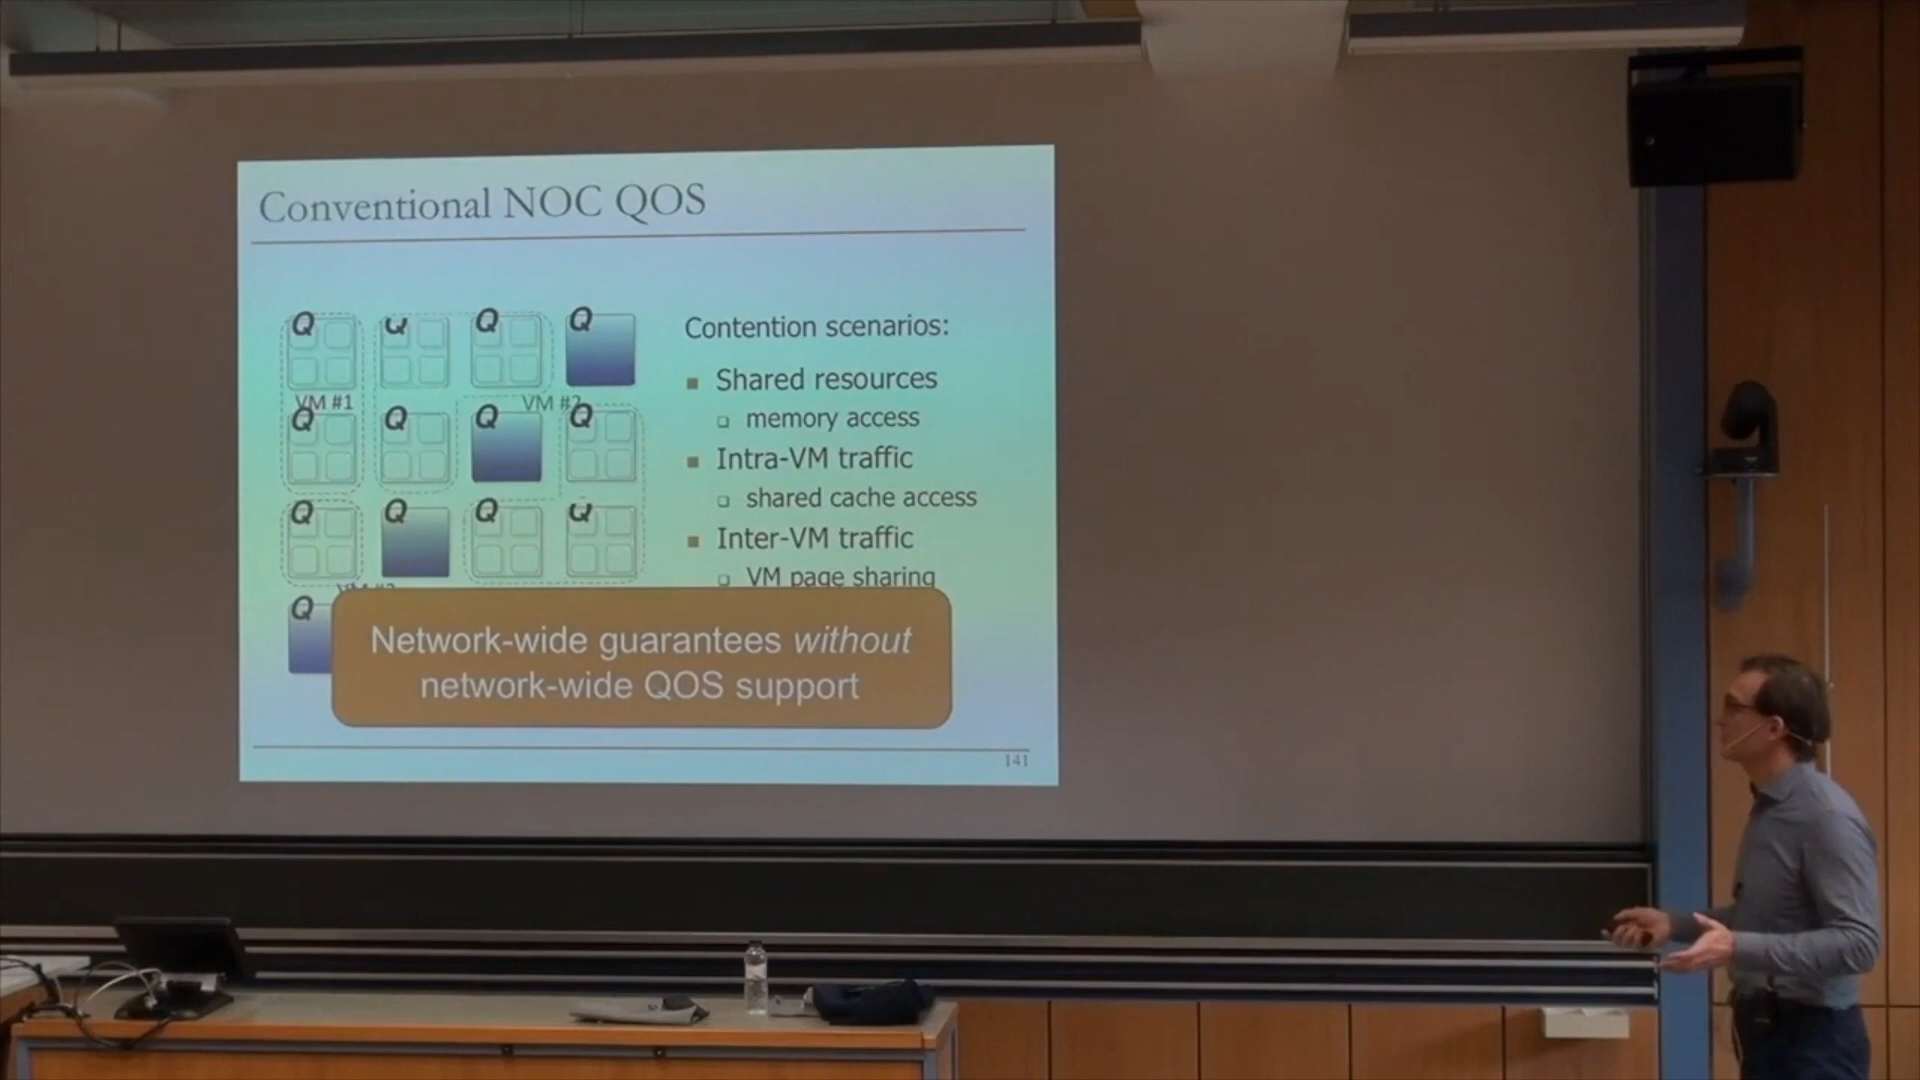 Conventional NOC QOS
Q Q Q Q
VM #1
VM #2
Q Q Q Q
Q Q Q Q
Q
Contention scenarios:
Shared resources
memory access
Intra-VM traffic
shared cache access
Inter-VM traffic
VM page sharing
Network-wide guarantees without
network-wide QOS support
141